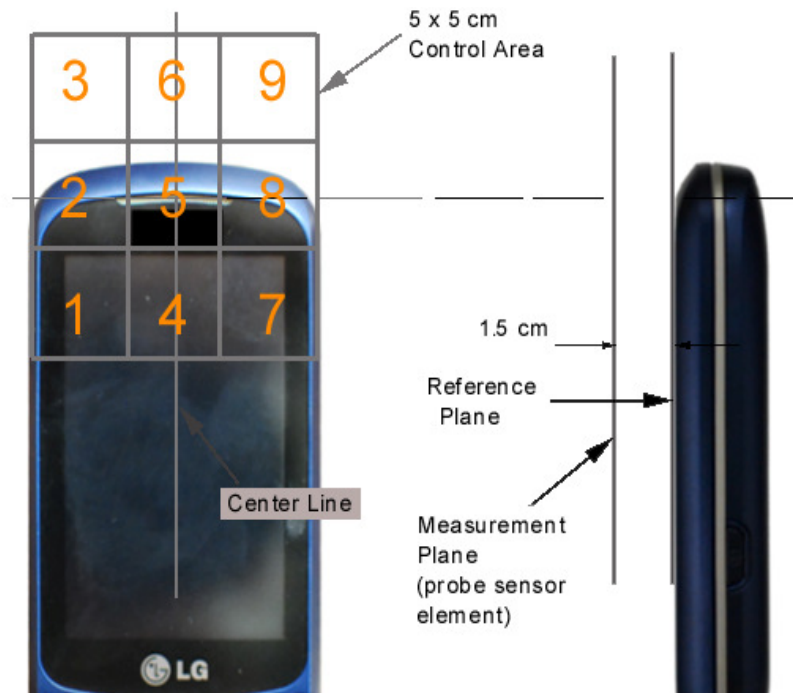 5 x 5 cm
Control Area
3 6 9
2 5 8
1 4 7
1.5 cm
Reference
Plane
Center Line
Measurement
Plane
(probe sensor
element)
LG
LG